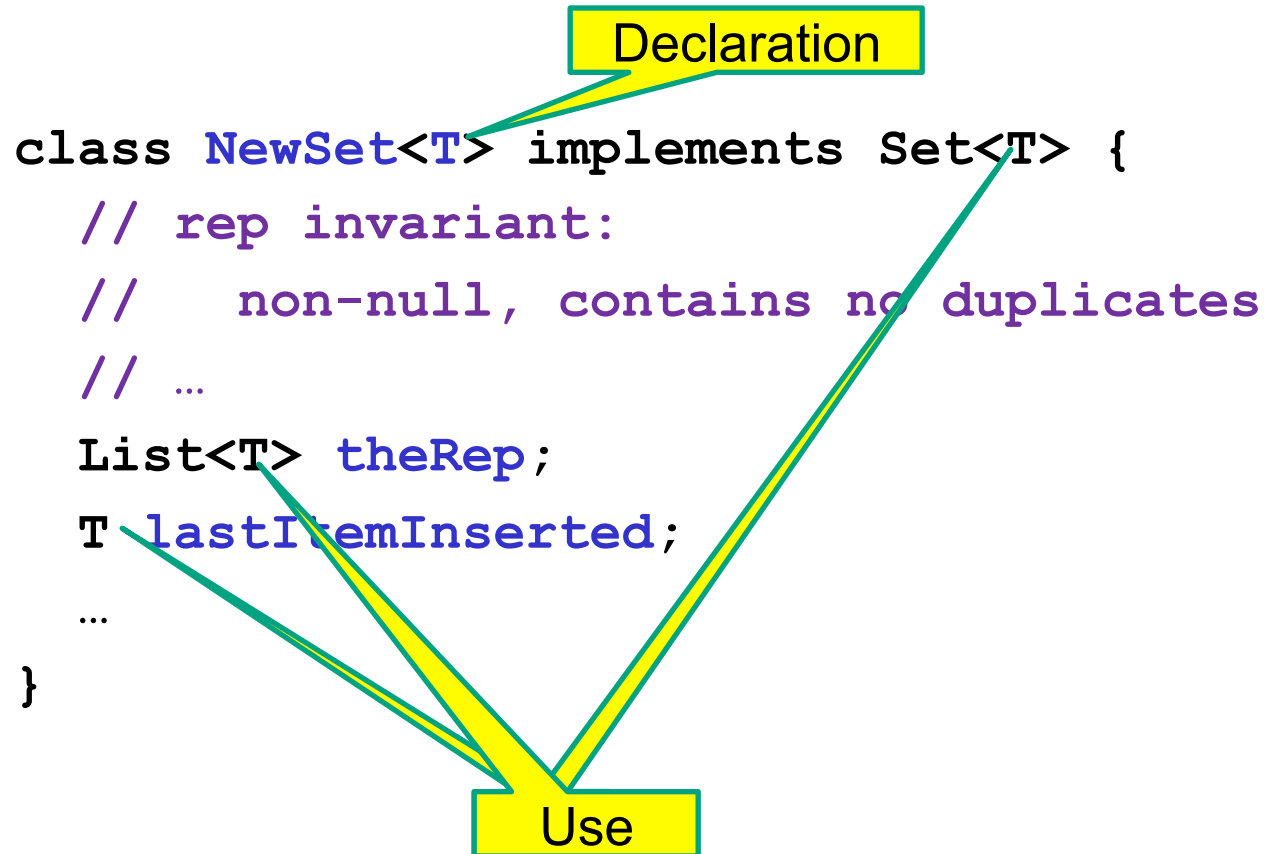 Declaration
class NewSet<T> implements Set<T> {
// rep invariant:
//   non-null, contains no duplicates
// …
List<T> theRep;
T lastItemInserted;
…
}
Use